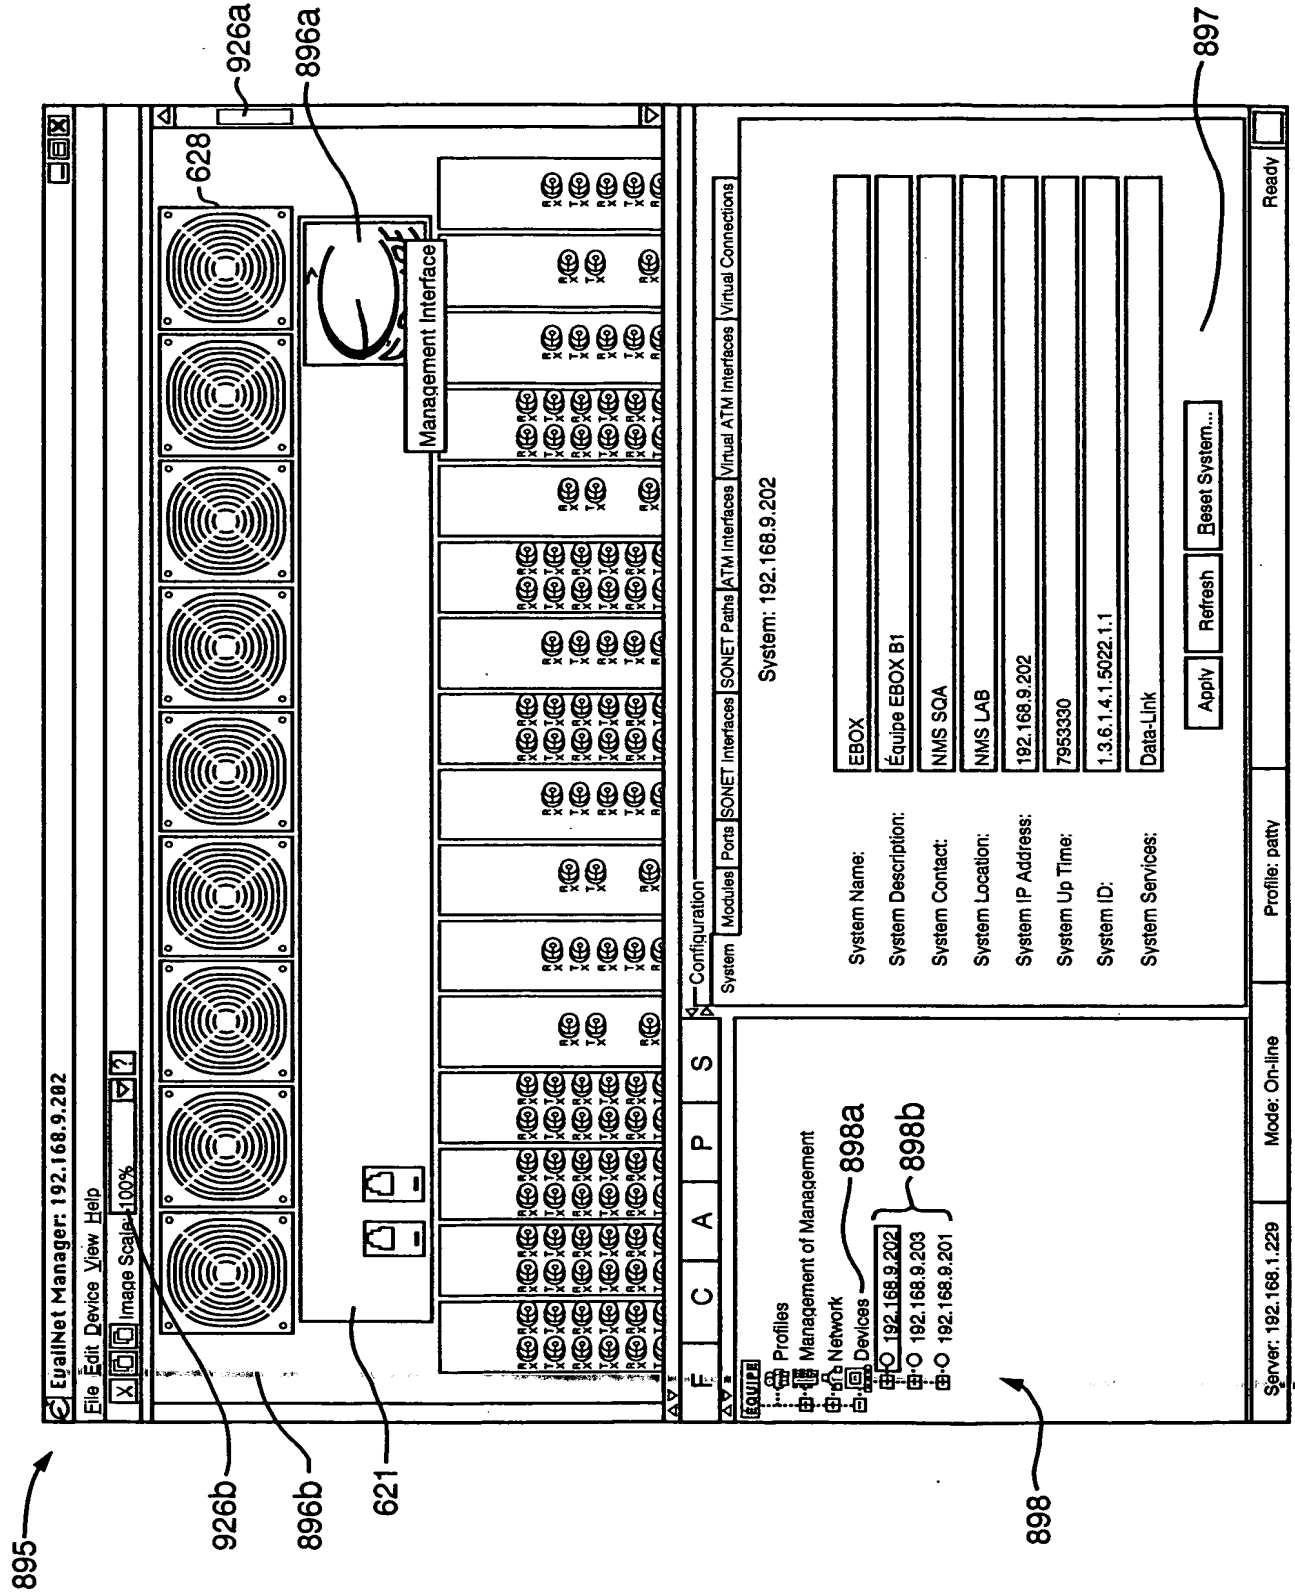 895
EvailNet Manager: 192.168.9.202
File Edit Device View Help
Image Scale: 100%
?
926b
896b
621
628
926a
896a
Management Interface
F C A P S
EQUIPE
Profiles
Management of Management
Network
Devices
192.168.9.202
192.168.9.203
192.168.9.201
898a
898b
898
Configuration
System Modules Ports SONET Interfaces SONET Paths ATM Interfaces Virtual ATM Interfaces Virtual Connections
System: 192.168.9.202
System Name: EBOX
System Description: Équipe EBOX B1
System Contact: NMS SQA
System Location: NMS LAB
System IP Address: 192.168.9.202
System Up Time: 7953330
System ID: 1.3.6.1.4.1.5022.1.1
System Services: Data-Link
Apply Refresh Reset System...
897
Server: 192.168.1.229 Mode: On-line Profile: patty Ready